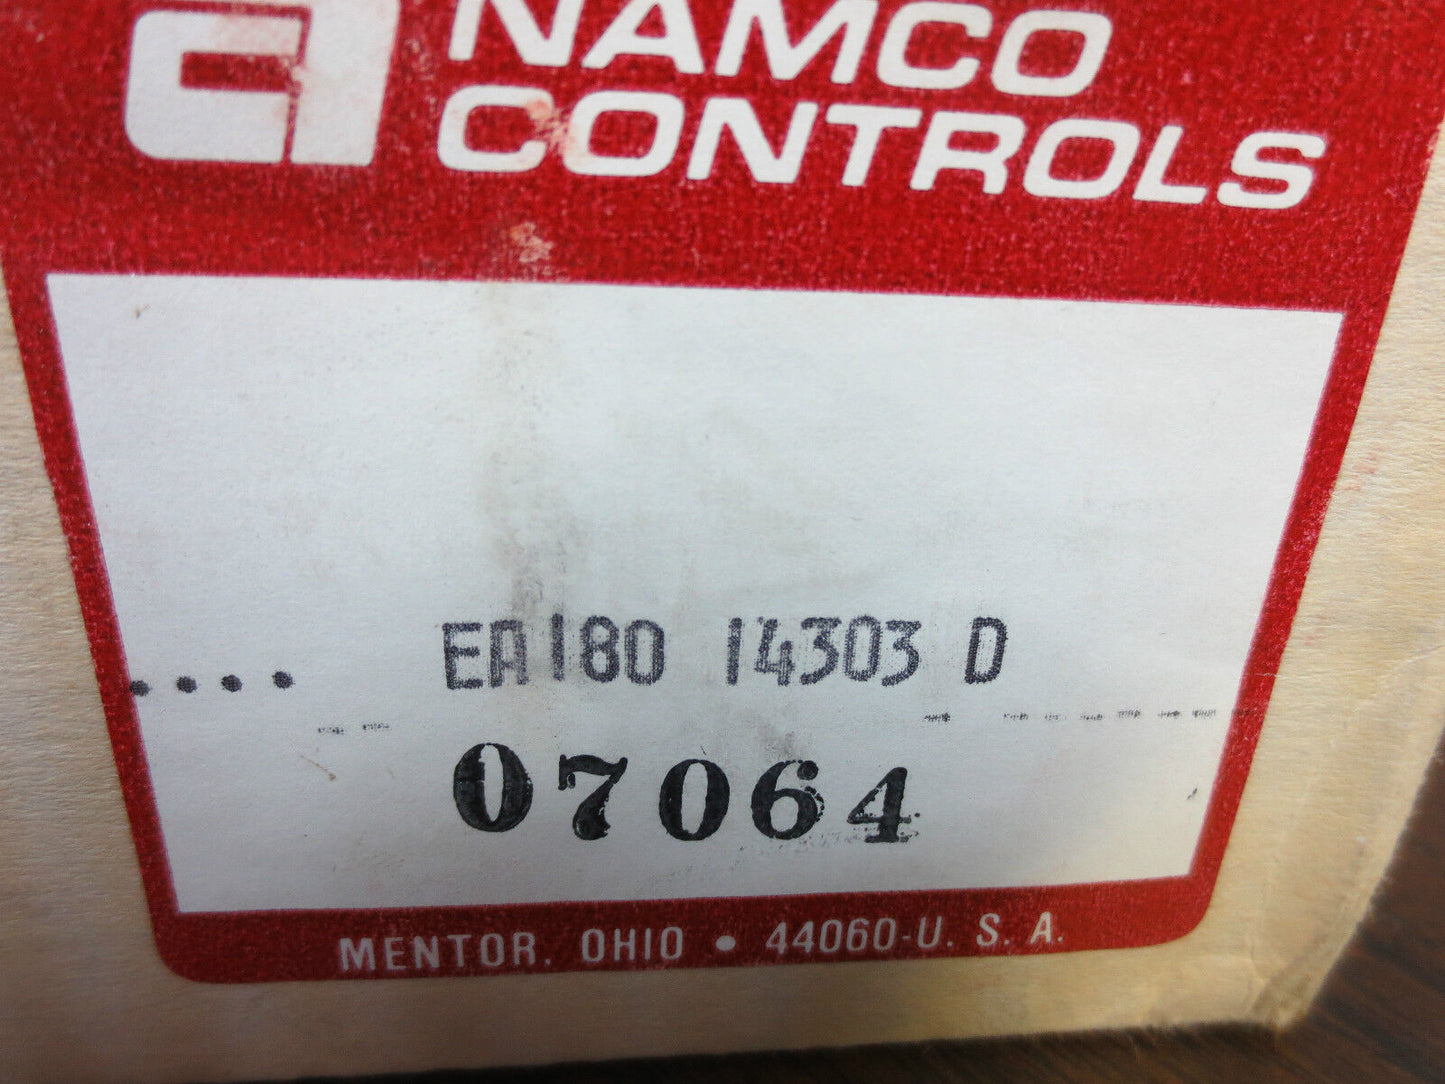 NAMCO
CONTROLS
EA180 14303 D
07064
MENTOR, OHIO • 44060-U. S. A.